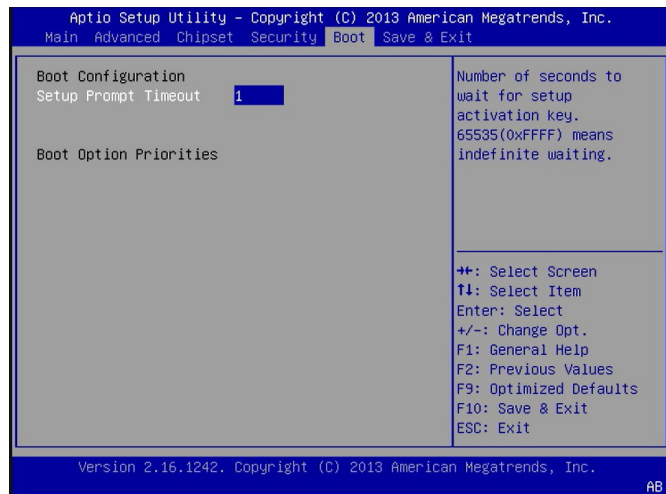 Aptio Setup Utility – Copyright (C) 2013 American Megatrends, Inc.
Main Advanced Chipset Security Boot Save & Exit
Boot Configuration
Setup Prompt Timeout 1
Boot Option Priorities
Number of seconds to
wait for setup
activation key.
65535(0xFFFF) means
indefinite waiting.
→←: Select Screen
↑↓: Select Item
Enter: Select
+/-: Change Opt.
F1: General Help
F2: Previous Values
F9: Optimized Defaults
F10: Save & Exit
ESC: Exit
Version 2.16.1242. Copyright (C) 2013 American Megatrends, Inc.
AB